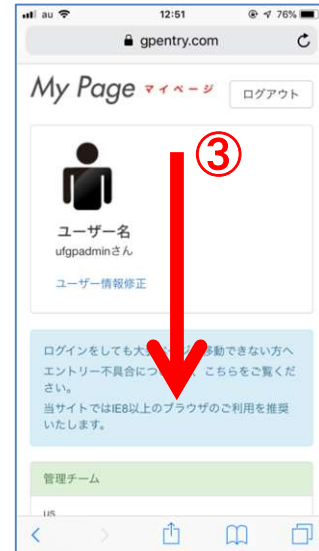 au 12:51 76%
gpentry.com
My Page マイページ ログアウト
③
ユーザー名
ufgpadminさん
ユーザー情報修正
ログインをしても大 移動できない方へ
エントリー不具合につ 、こちらをご覧くだ
さい。
当サイトではIE8以上のブラウザのご利用を推奨
いたします。
管理チーム
us